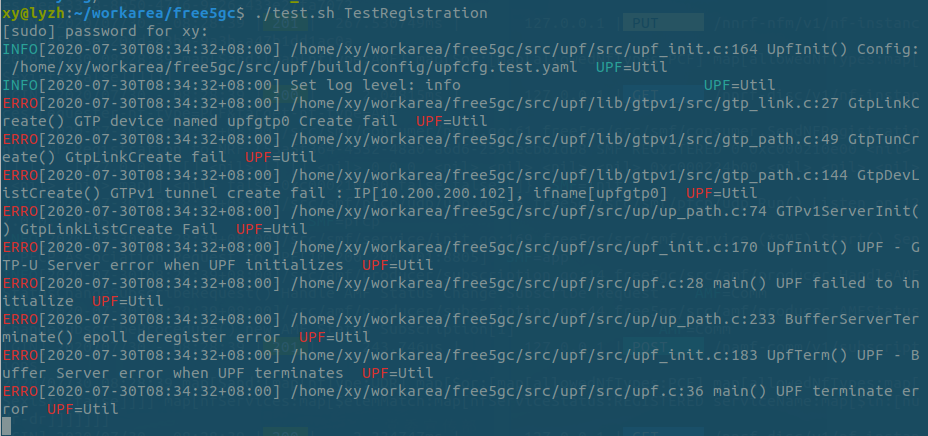 xy@lyzh:~/workarea/free5gc$ ./test.sh TestRegistration
[sudo] password for xy:
INFO[2020-07-30T08:34:32+08:00] /home/xy/workarea/free5gc/src/upf/src/upf_init.c:164 UpfInit() Config:
 /home/xy/workarea/free5gc/src/upf/build/config/upfcfg.test.yaml  UPF=Util
INFO[2020-07-30T08:34:32+08:00] Set log level: info                           UPF=Util
ERRO[2020-07-30T08:34:32+08:00] /home/xy/workarea/free5gc/src/upf/lib/gtpv1/src/gtp_link.c:27 GtpLinkC
reate() GTP device named upfgtp0 Create fail  UPF=Util
ERRO[2020-07-30T08:34:32+08:00] /home/xy/workarea/free5gc/src/upf/lib/gtpv1/src/gtp_path.c:49 GtpTunCr
eate() GtpLinkCreate fail  UPF=Util
ERRO[2020-07-30T08:34:32+08:00] /home/xy/workarea/free5gc/src/upf/lib/gtpv1/src/gtp_path.c:144 GtpDevL
istCreate() GTPv1 tunnel create fail : IP[10.200.200.102], ifname[upfgtp0]  UPF=Util
ERRO[2020-07-30T08:34:32+08:00] /home/xy/workarea/free5gc/src/upf/src/up/up_path.c:74 GTPv1ServerInit(
) GtpLinkListCreate Fail  UPF=Util
ERRO[2020-07-30T08:34:32+08:00] /home/xy/workarea/free5gc/src/upf/src/upf_init.c:170 UpfInit() UPF - G
TP-U Server error when UPF initializes  UPF=Util
ERRO[2020-07-30T08:34:32+08:00] /home/xy/workarea/free5gc/src/upf/src/upf.c:28 main() UPF failed to in
itialize  UPF=Util
ERRO[2020-07-30T08:34:32+08:00] /home/xy/workarea/free5gc/src/upf/src/up/up_path.c:233 BufferServerTer
minate() epoll deregister error  UPF=Util
ERRO[2020-07-30T08:34:32+08:00] /home/xy/workarea/free5gc/src/upf/src/upf_init.c:183 UpfTerm() UPF - B
uffer Server error when UPF terminates  UPF=Util
ERRO[2020-07-30T08:34:32+08:00] /home/xy/workarea/free5gc/src/upf/src/upf.c:36 main() UPF terminate er
ror  UPF=Util